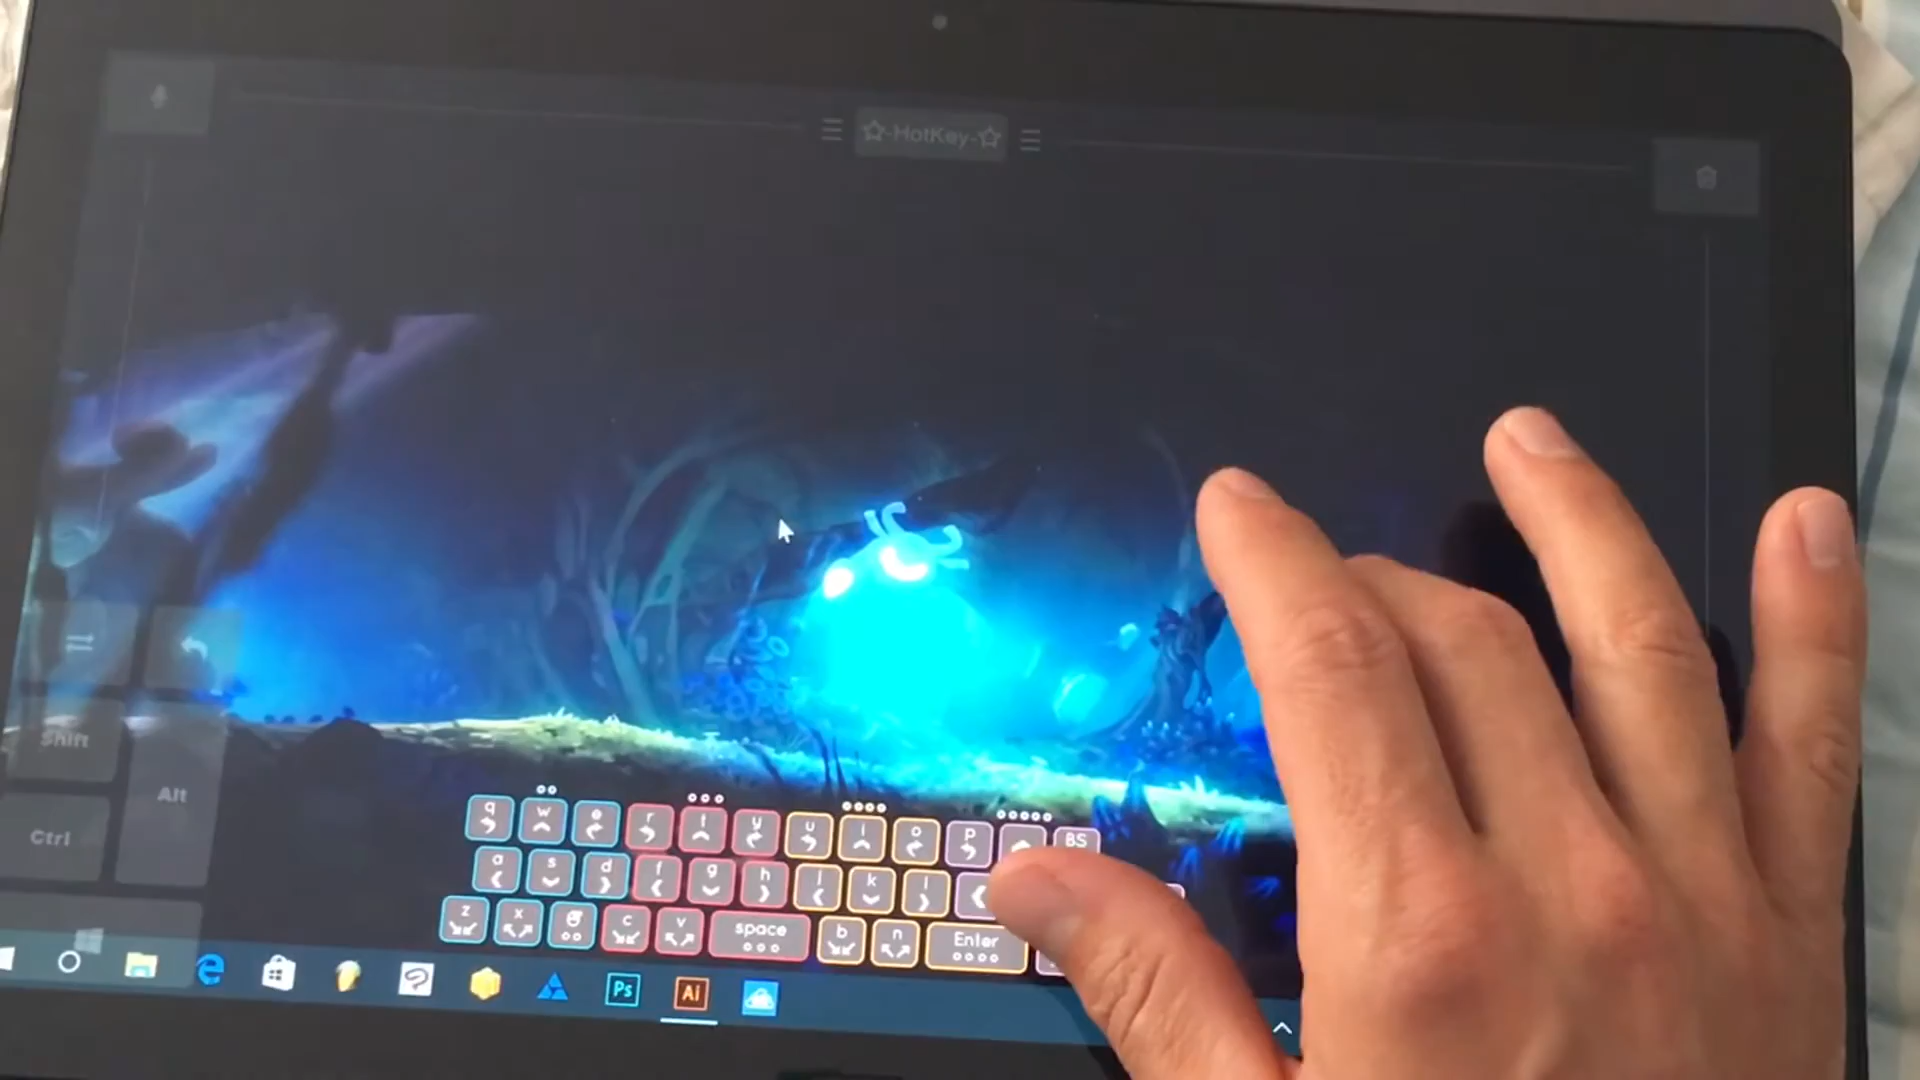 ☆-HotKey-☆
Shift
Alt
Ctrl
q w e r t y u i o p BS
a s d f g h j k l
z x c v space b n Enter
Ps Ai